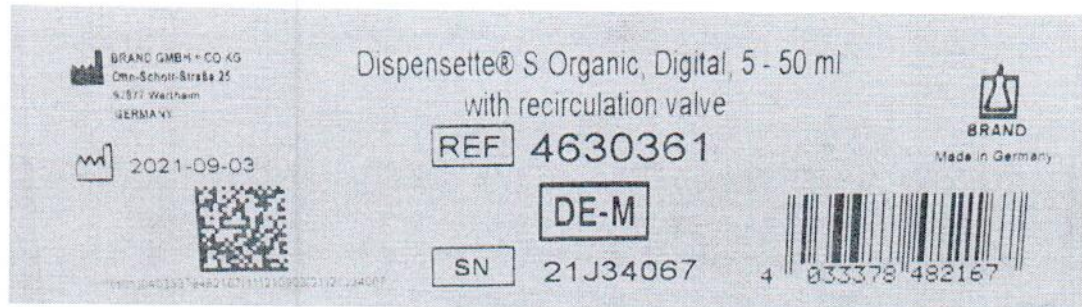 BRAND GMBH + CO KG
Otto-Schott-Straße 25
97877 Wertheim
GERMANY
2021-09-03
Dispensette® S Organic, Digital, 5 - 50 ml
with recirculation valve
REF 4630361
DE-M
SN 21J34067
BRAND
Made in Germany
4 033378 482167